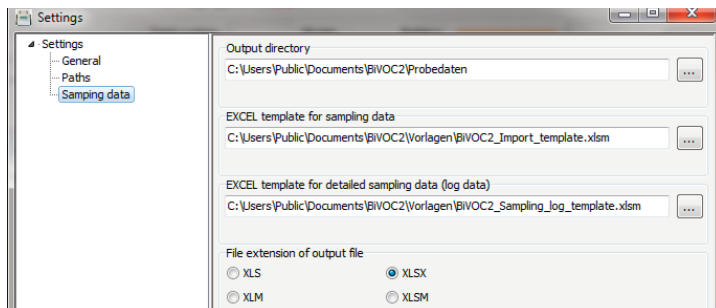 Settings
Settings
General
Paths
Samping data
Output directory
C:\Users\Public\Documents\BiVOC2\Probedaten
...
EXCEL template for sampling data
C:\Users\Public\Documents\BiVOC2\Vorlagen\BiVOC2_Import_template.xlsm
...
EXCEL template for detailed sampling data (log data)
C:\Users\Public\Documents\BiVOC2\Vorlagen\BiVOC2_Sampling_log_template.xlsm
...
File extension of output file
XLS XLSX
XLM XLSM